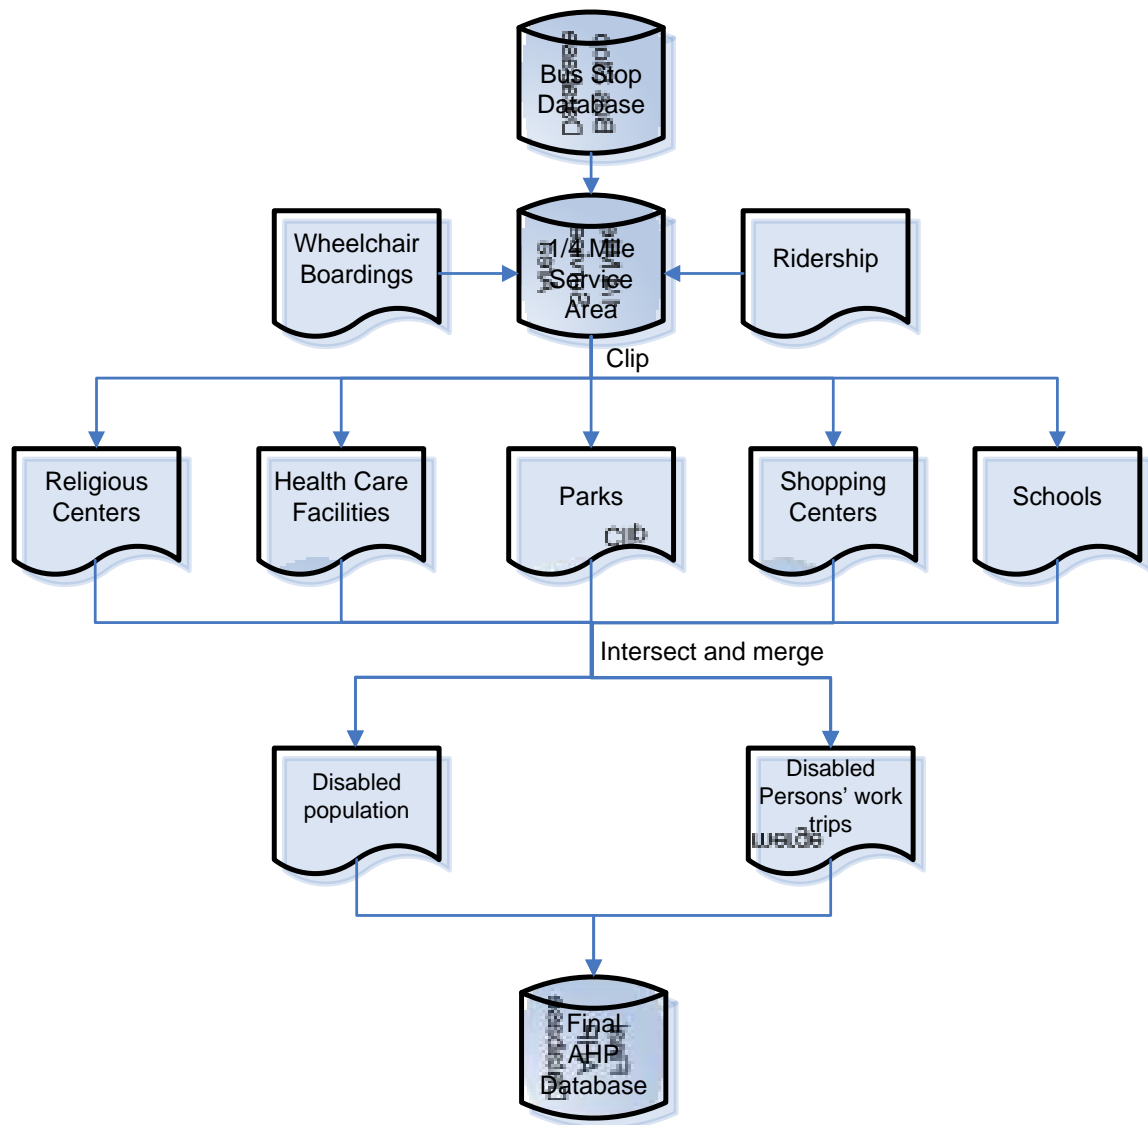 Bus Stop
Database
Wheelchair
Boardings
1/4 Mile
Service
Area
Ridership
Clip
Religious
Centers
Health Care
Facilities
Parks
Shopping
Centers
Schools
Intersect and merge
Disabled
population
Disabled
Persons’ work
trips
Final
AHP
Database